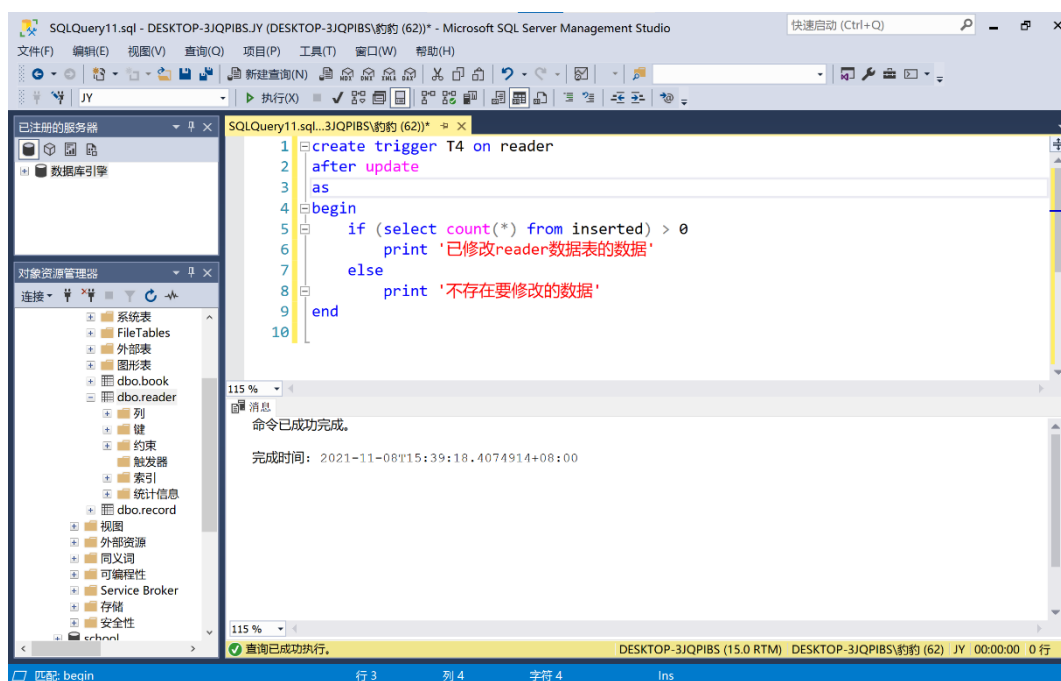 SQLQuery11.sql - DESKTOP-3JQPIBS.JY (DESKTOP-3JQPIBS\豹豹 (62))* - Microsoft SQL Server Management Studio
快速启动 (Ctrl+Q)
文件(F) 编辑(E) 视图(V) 查询(Q) 项目(P) 工具(T) 窗口(W) 帮助(H)
新建查询(N)
JY
执行(X)
已注册的服务器
数据库引擎
对象资源管理器
连接
系统表
FileTables
外部表
图形表
dbo.book
dbo.reader
列
键
约束
触发器
索引
统计信息
dbo.record
视图
外部资源
同义词
可编程性
Service Broker
存储
安全性
school
SQLQuery11.sql...3JQPIBS\豹豹 (62))*
1 create trigger T4 on reader
2 after update
3 as
4 begin
5 if (select count(*) from inserted) > 0
6 print '已修改reader数据表的数据'
7 else
8 print '不存在要修改的数据'
9 end
10
115 %
消息
命令已成功完成。
完成时间: 2021-11-08T15:39:18.4074914+08:00
115 %
查询已成功执行。
DESKTOP-3JQPIBS (15.0 RTM) DESKTOP-3JQPIBS\豹豹 (62) JY 00:00:00 0 行
匹配: begin 行 3 列 4 字符 4 Ins